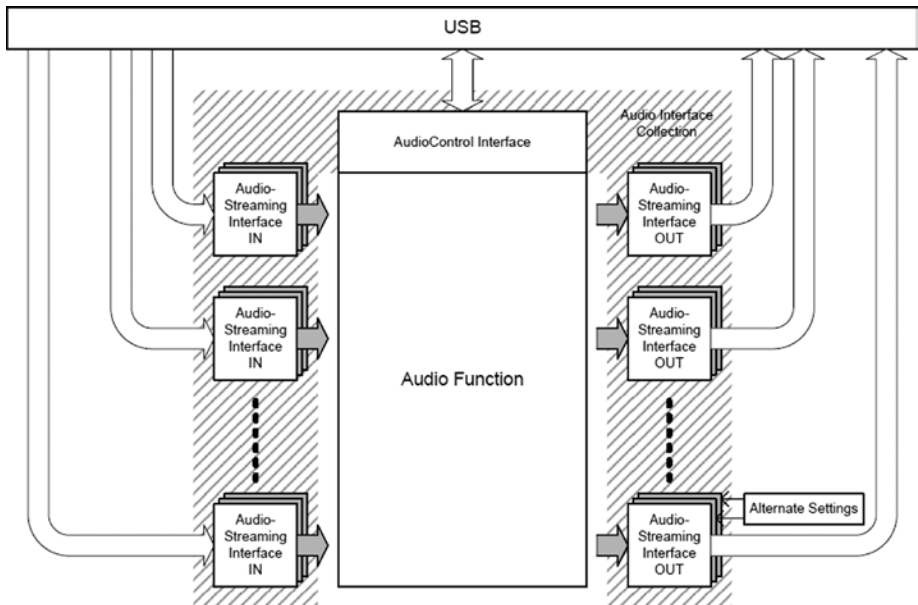 USB
AudioControl Interface
Audio Interface
Collection
Audio-
Streaming
Interface
IN
Audio-
Streaming
Interface
OUT
Audio-
Streaming
Interface
IN
Audio-
Streaming
Interface
OUT
Audio Function
Audio-
Streaming
Interface
IN
Audio-
Streaming
Interface
OUT
Alternate Settings